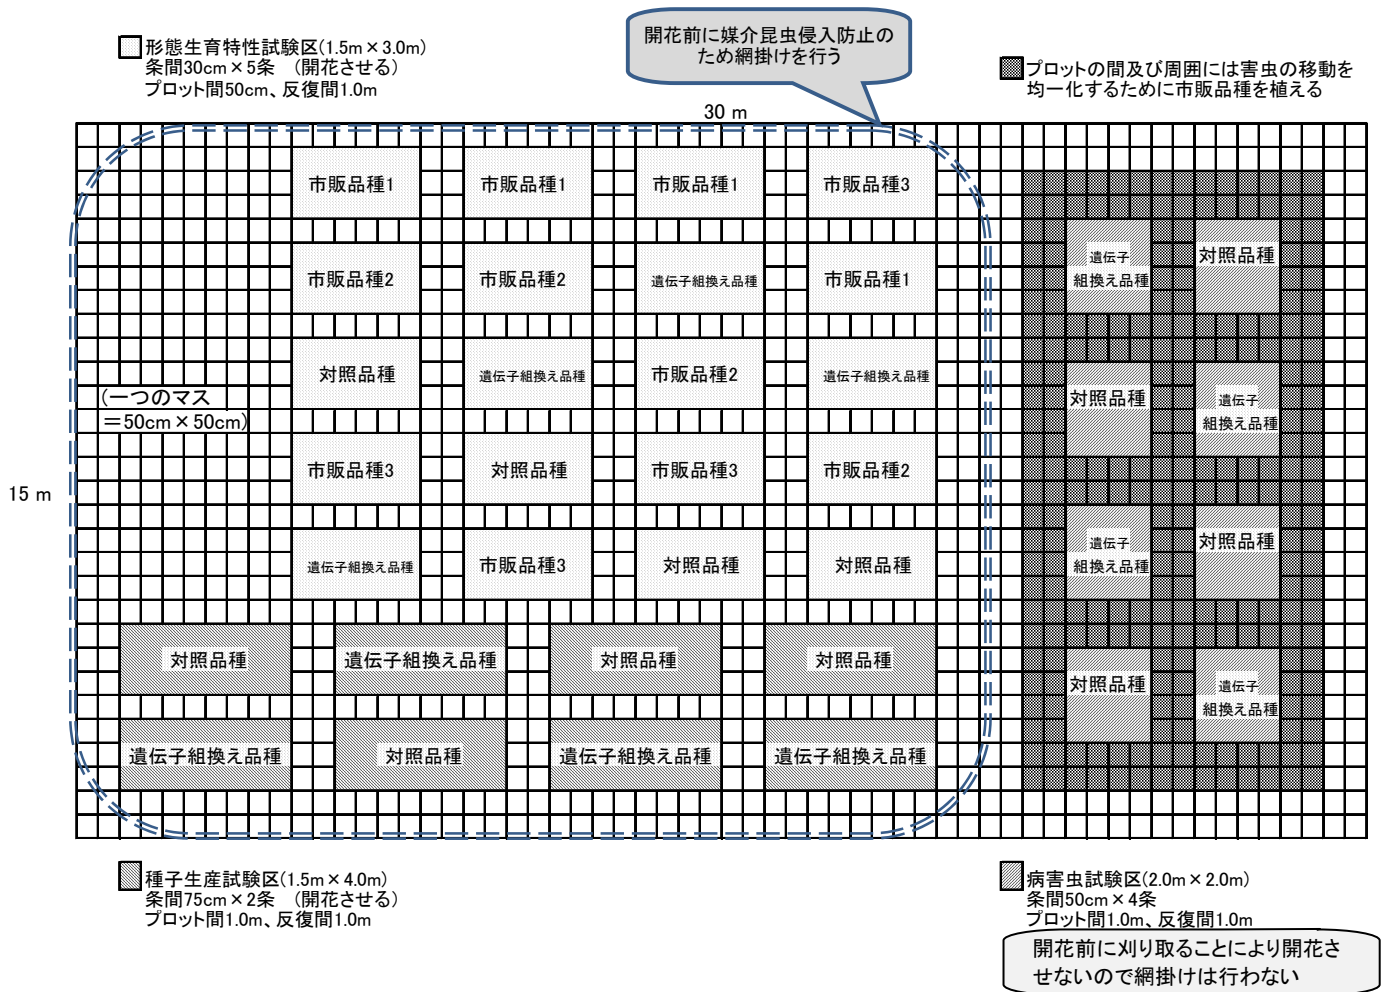 形態生育特性試験区(1.5m×3.0m)
条間30cm×5条 (開花させる)
プロット間50cm、反復間1.0m
開花前に媒介昆虫侵入防止の
ため網掛けを行う
プロットの間及び周囲には害虫の移動を
均一化するために市販品種を植える
30 m
15 m
(一つのマス
=50cm×50cm)
市販品種1
市販品種1
市販品種1
市販品種3
市販品種2
市販品種2
遺伝子組換え品種
市販品種1
対照品種
遺伝子組換え品種
市販品種2
遺伝子組換え品種
市販品種3
対照品種
市販品種3
市販品種2
遺伝子組換え品種
市販品種3
対照品種
対照品種
対照品種
遺伝子組換え品種
対照品種
対照品種
遺伝子組換え品種
対照品種
遺伝子組換え品種
遺伝子組換え品種
遺伝子
組換え品種
対照品種
対照品種
遺伝子
組換え品種
遺伝子
組換え品種
対照品種
対照品種
遺伝子
組換え品種
種子生産試験区(1.5m×4.0m)
条間75cm×2条 (開花させる)
プロット間1.0m、反復間1.0m
病害虫試験区(2.0m×2.0m)
条間50cm×4条
プロット間1.0m、反復間1.0m
開花前に刈り取ることにより開花さ
せないので網掛けは行わない